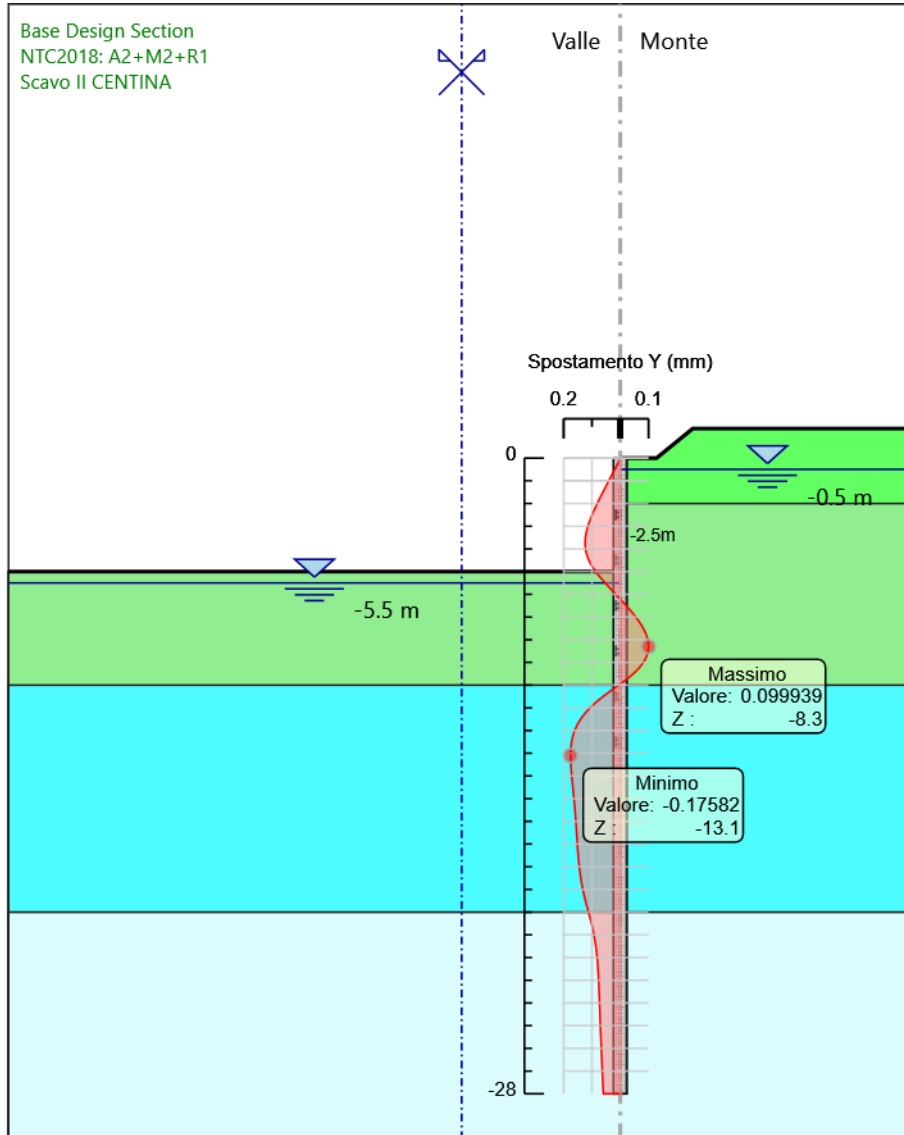 Base Design Section
NTC2018: A2+M2+R1
Scavo II CENTINA
Valle
Monte
Spostamento Y (mm)
0.2
0.1
0
-0.5 m
-2.5m
-5.5 m
Massimo
Valore: 0.099939
Z : -8.3
Minimo
Valore: -0.17582
Z : -13.1
-28